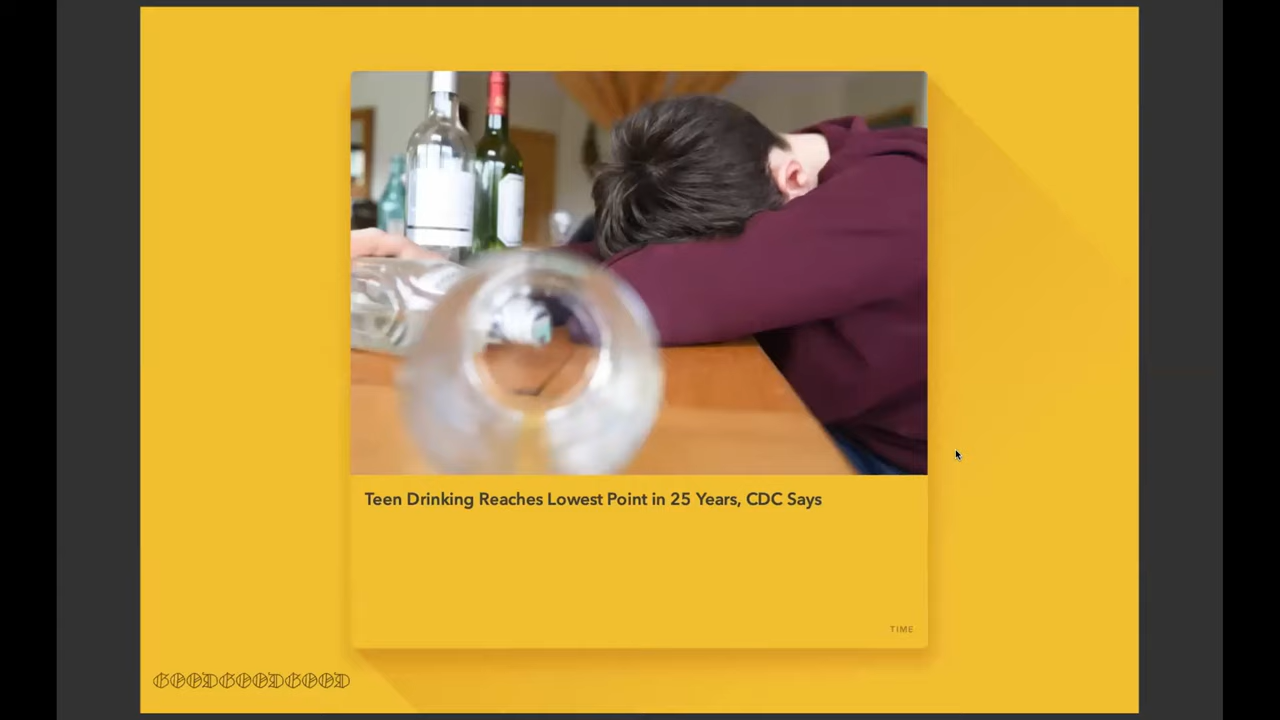 Teen Drinking Reaches Lowest Point in 25 Years, CDC Says
TIME
GOODGOODGOOD